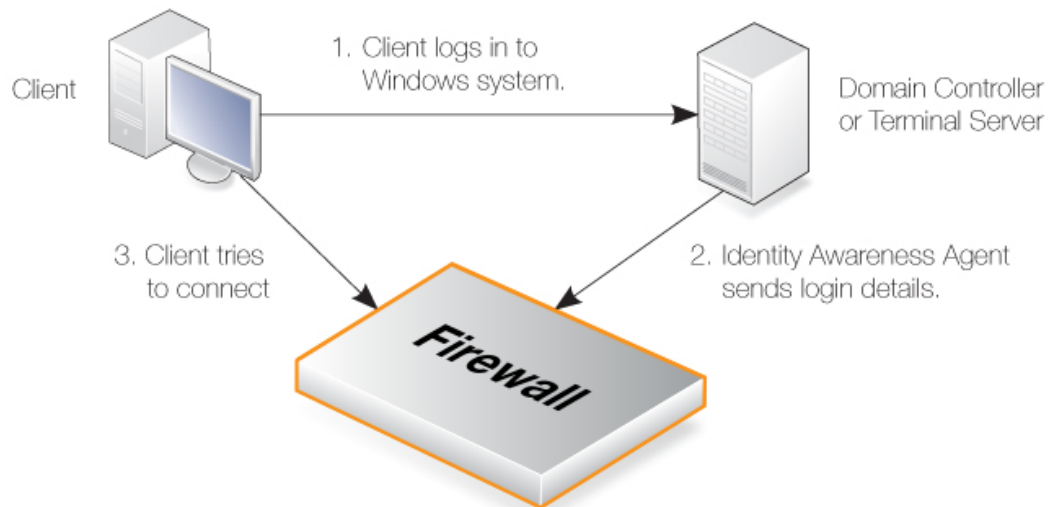 1. Client logs in to
Windows system.
Client
Domain Controller
or Terminal Server
3. Client tries
to connect
2. Identity Awareness Agent
sends login details.
Firewall